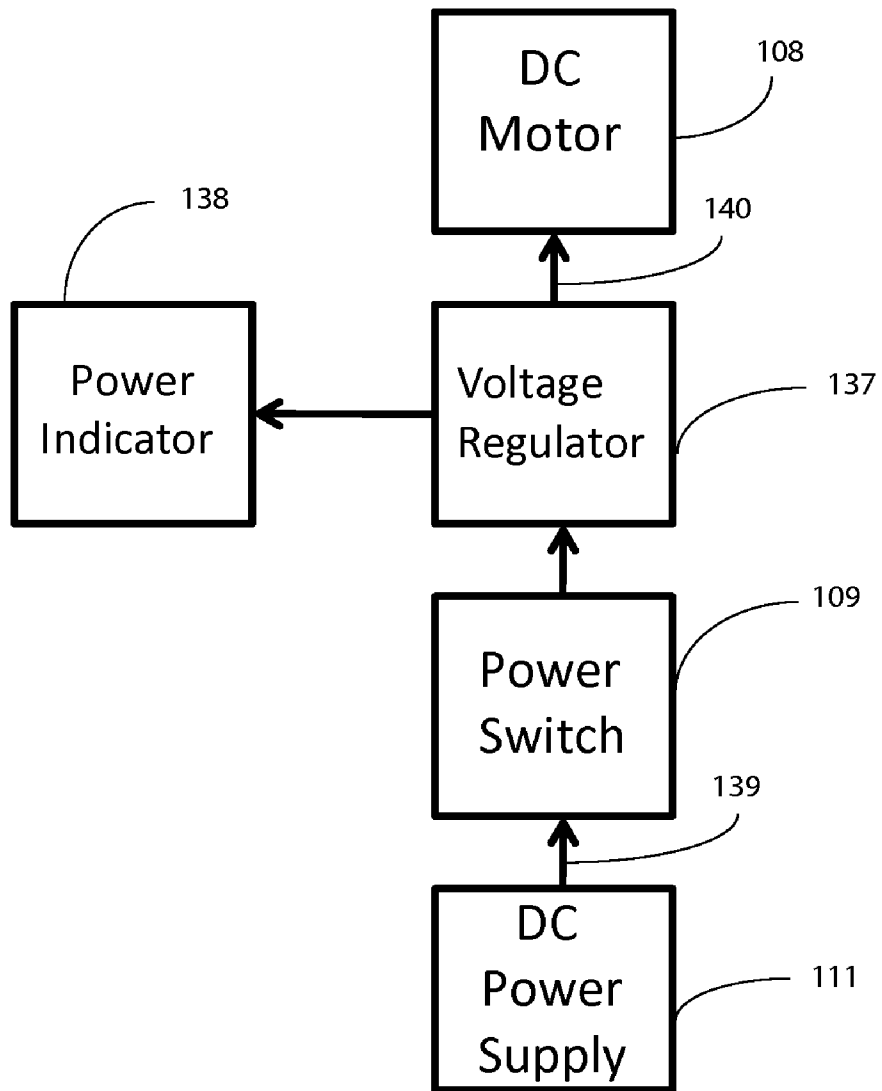 DC
Motor
108
140
138
Power
Indicator
Voltage
Regulator
137
109
Power
Switch
139
DC
Power
Supply
111